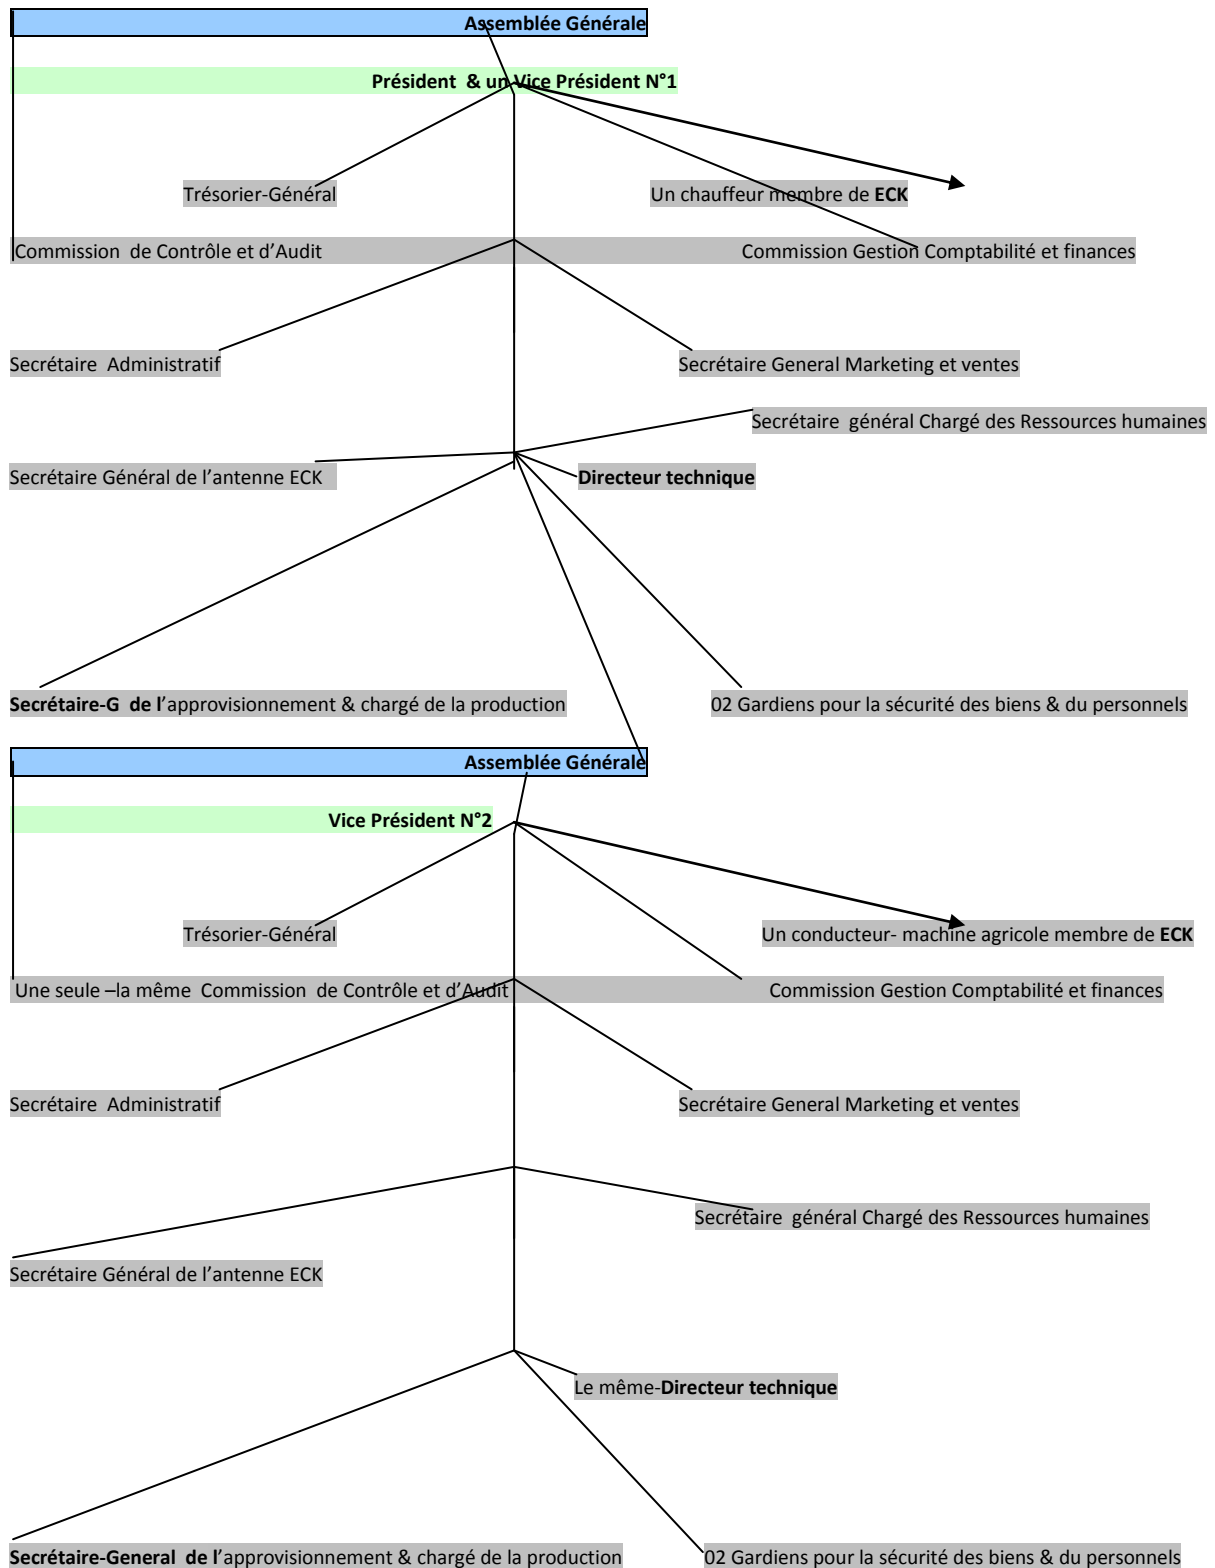 Assemblée Générale
Président & un Vice Président N°1
Trésorier-Général Un chauffeur membre de ECK
Commission de Contrôle et d’Audit Commission Gestion Comptabilité et finances
Secrétaire Administratif Secrétaire General Marketing et ventes
Secrétaire général Chargé des Ressources humaines
Secrétaire Général de l’antenne ECK Directeur technique
Secrétaire-G de l’approvisionnement & chargé de la production 02 Gardiens pour la sécurité des biens & du personnels
Assemblée Générale
Vice Président N°2
Trésorier-Général Un conducteur- machine agricole membre de ECK
Une seule –la même Commission de Contrôle et d’Audit Commission Gestion Comptabilité et finances
Secrétaire Administratif Secrétaire General Marketing et ventes
Secrétaire général Chargé des Ressources humaines
Secrétaire Général de l’antenne ECK
Le même-Directeur technique
Secrétaire-General de l’approvisionnement & chargé de la production 02 Gardiens pour la sécurité des biens & du personnels